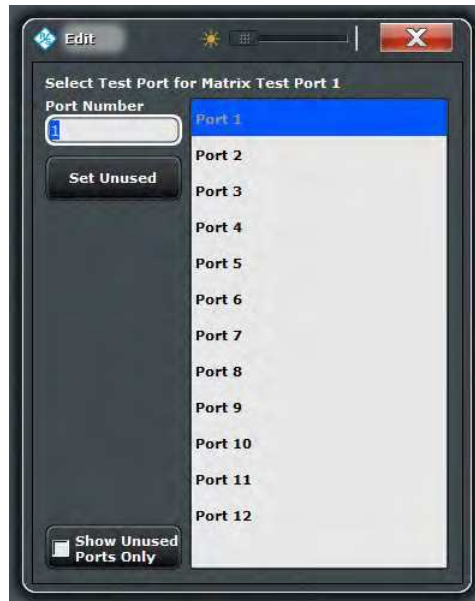 Edit
Select Test Port for Matrix Test Port 1
Port Number
1
Set Unused
Port 1
Port 2
Port 3
Port 4
Port 5
Port 6
Port 7
Port 8
Port 9
Port 10
Port 11
Port 12
Show Unused
Ports Only